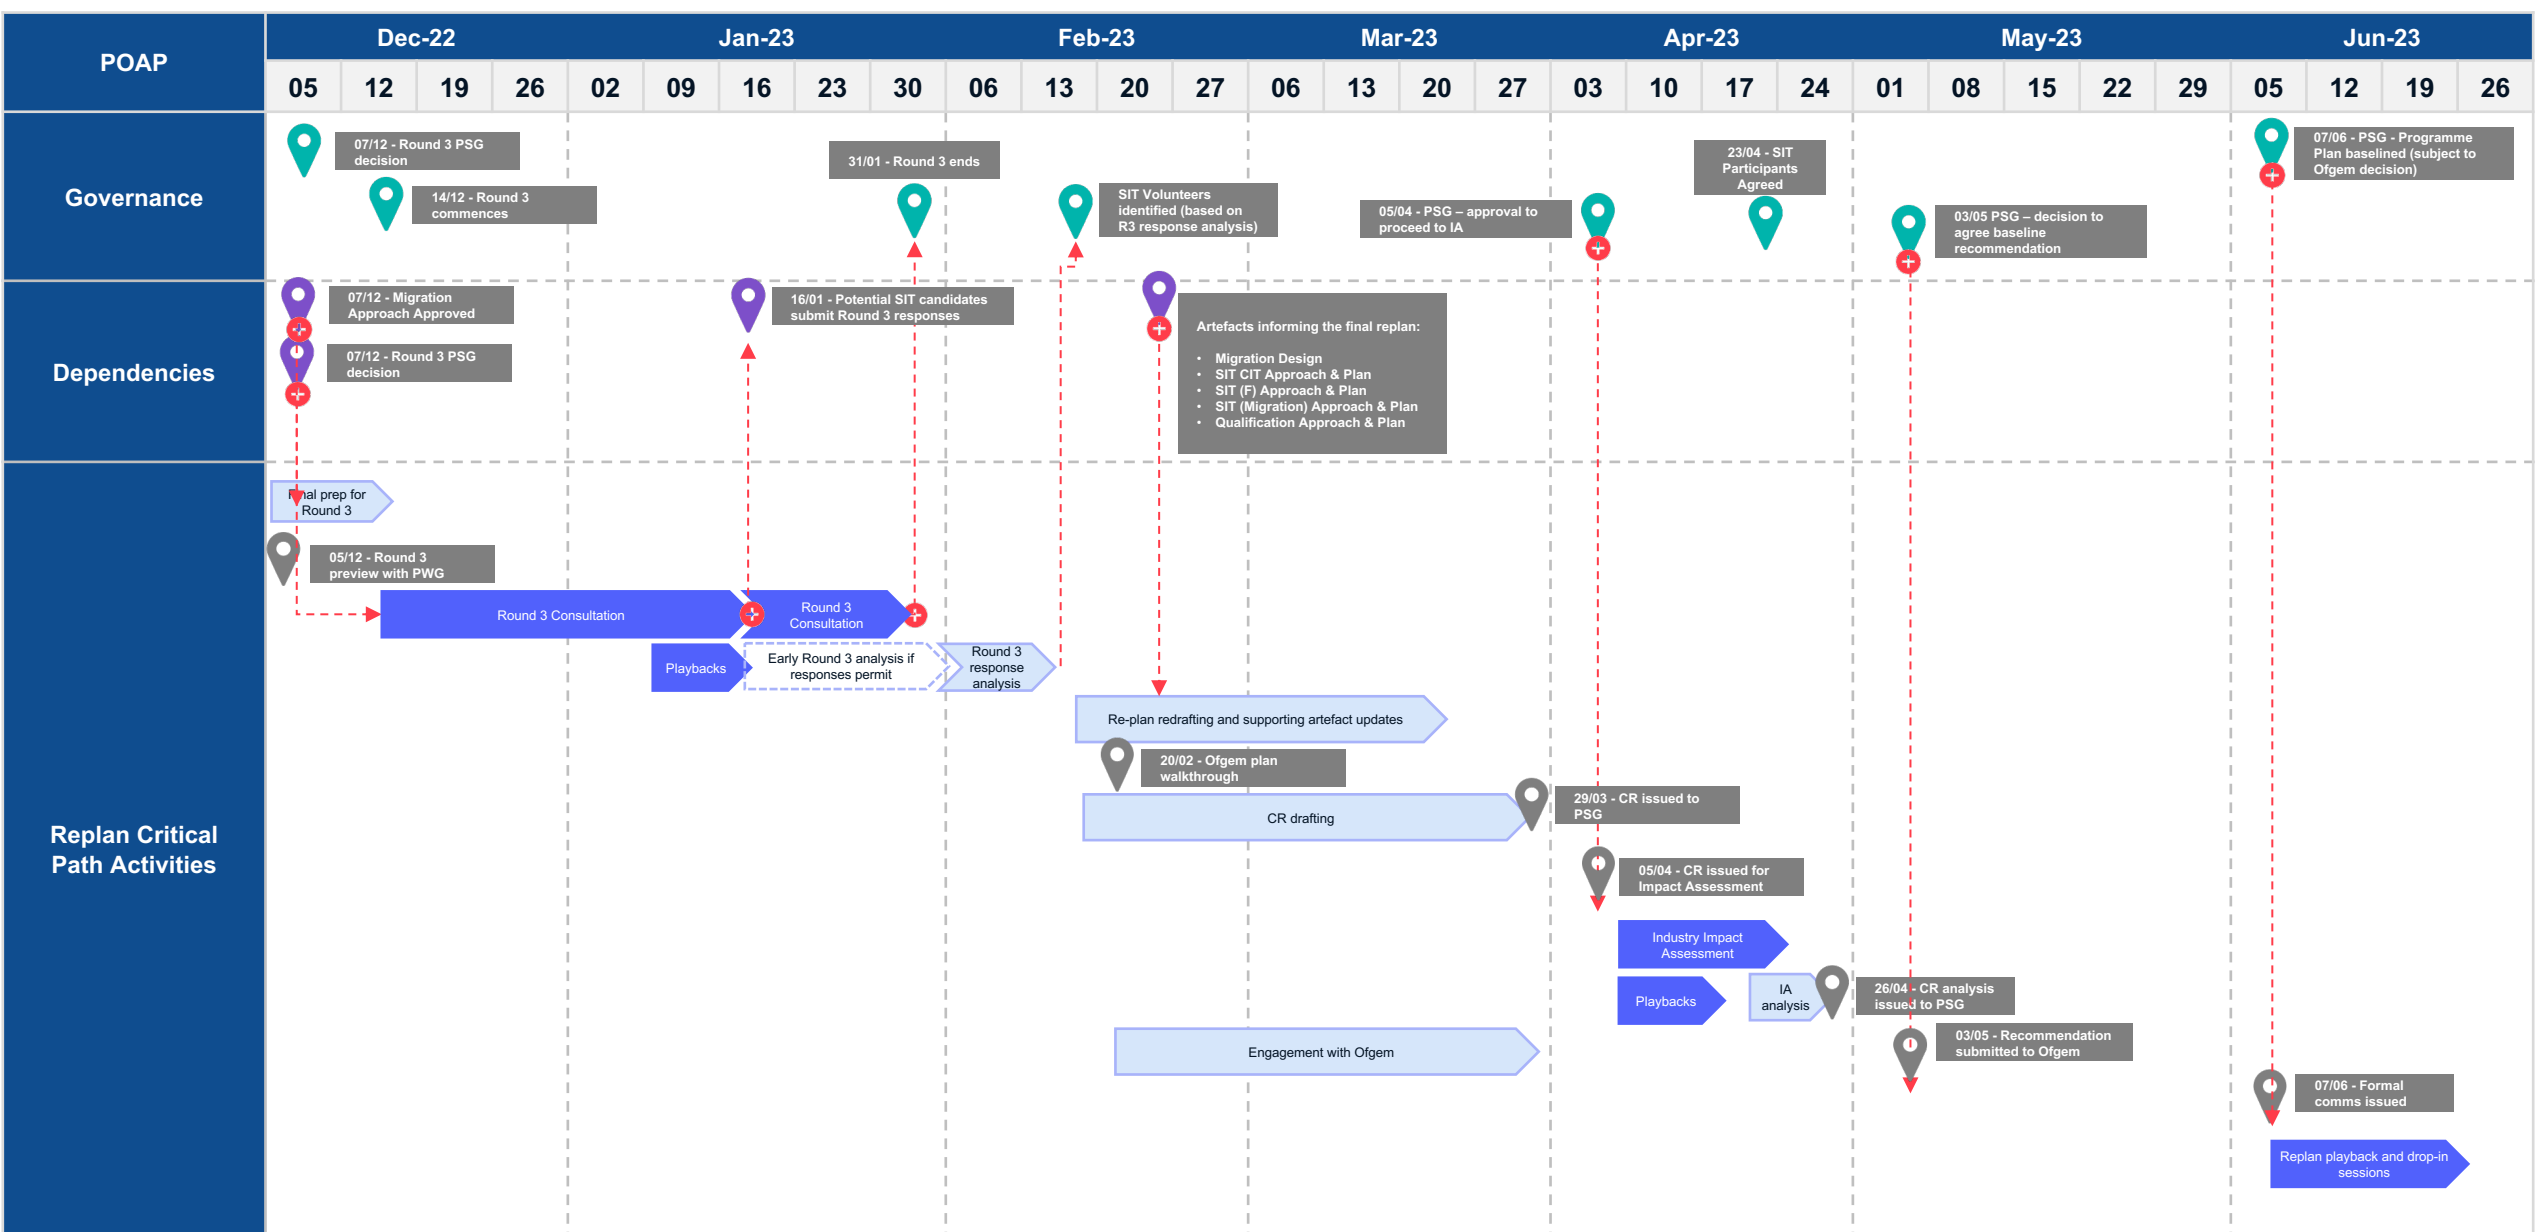 POAP
Dec-22 Jan-23 Feb-23 Mar-23 Apr-23 May-23 Jun-23
05 12 19 26 02 09 16 23 30 06 13 20 27 06 13 20 27 03 10 17 24 01 08 15 22 29 05 12 19 26
Governance
07/12 - Round 3 PSG
decision
14/12 - Round 3
commences
31/01 - Round 3 ends
SIT Volunteers
identified (based on
R3 response analysis)
05/04 - PSG – approval to
proceed to IA
23/04 - SIT
Participants
Agreed
03/05 PSG – decision to
agree baseline
recommendation
07/06 - PSG - Programme
Plan baselined (subject to
Ofgem decision)
Dependencies
07/12 - Migration
Approach Approved
07/12 - Round 3 PSG
decision
16/01 - Potential SIT candidates
submit Round 3 responses
Artefacts informing the final replan:
• Migration Design
• SIT CIT Approach & Plan
• SIT (F) Approach & Plan
• SIT (Migration) Approach & Plan
• Qualification Approach & Plan
Replan Critical
Path Activities
Final prep for
Round 3
05/12 - Round 3
preview with PWG
Round 3 Consultation
Round 3
Consultation
Playbacks
Early Round 3 analysis if
responses permit
Round 3
response
analysis
Re-plan redrafting and supporting artefact updates
20/02 - Ofgem plan
walkthrough
CR drafting
29/03 - CR issued to
PSG
05/04 - CR issued for
Impact Assessment
Industry Impact
Assessment
Playbacks
IA
analysis
26/04 - CR analysis
issued to PSG
Engagement with Ofgem
03/05 - Recommendation
submitted to Ofgem
07/06 - Formal
comms issued
Replan playback and drop-in
sessions